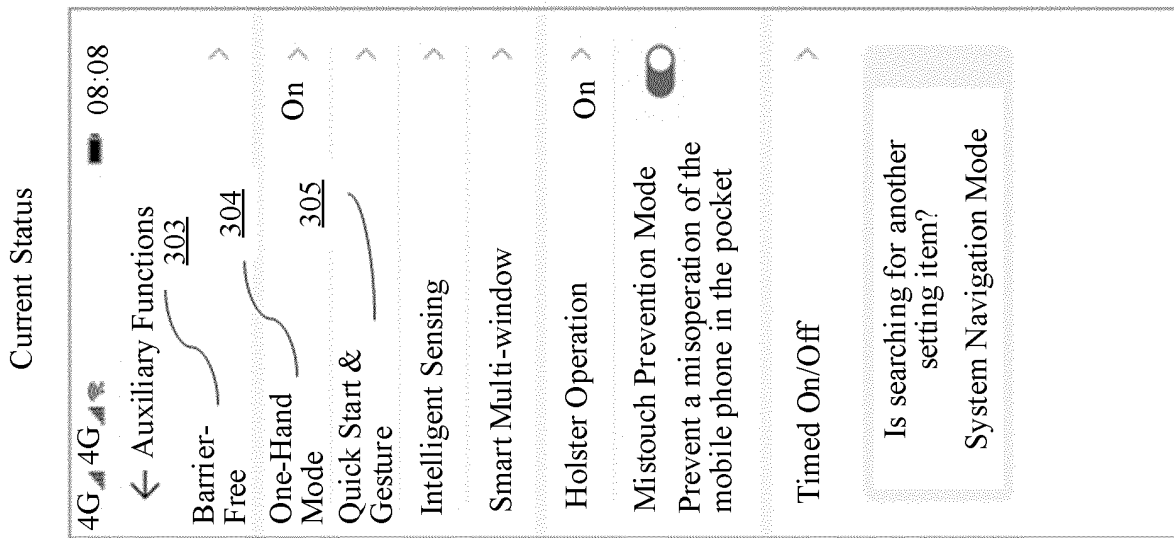 Current Status
4G 4G 08:08
← Auxiliary Functions
303
Barrier-
Free
304
One-Hand
Mode
On
305
Quick Start &
Gesture
Intelligent Sensing
Smart Multi-window
Holster Operation On
Mistouch Prevention Mode
Prevent a misoperation of the
mobile phone in the pocket
Timed On/Off
Is searching for another
setting item?
System Navigation Mode